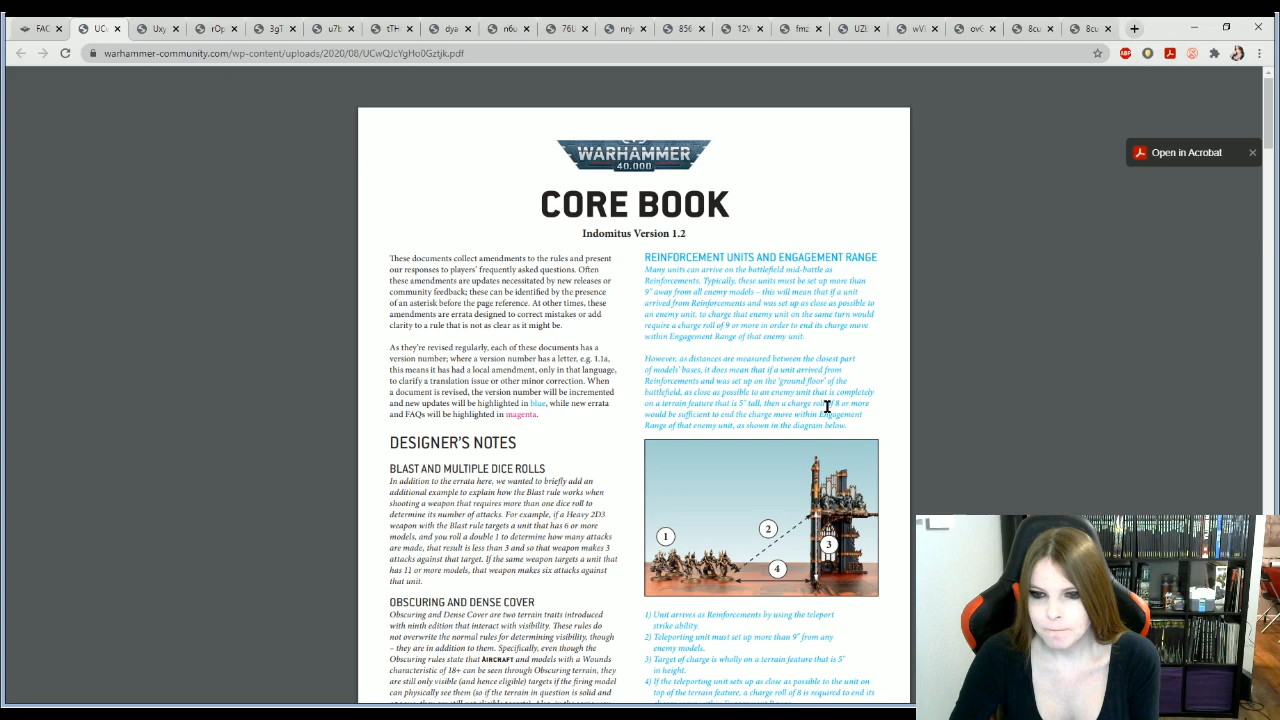 FAC
UCw
Uxy
rOp
3gT
u7b
tTH
dya
n6u
76U
nnjr
856
12V
fmz
UZI
wVl
ov6
8cu
8cu
warhammer-community.com/wp-content/uploads/2020/08/UCwQJcYgHo0Gztjk.pdf
ABP
Open in Acrobat
WARHAMMER
40,000
CORE BOOK
Indomitus Version 1.2
These documents collect amendments to the rules and present
our responses to players' frequently asked questions. Often
these amendments are updates necessitated by new releases or
community feedback; these can be identified by the presence
of an asterisk before the page reference. At other times, these
amendments are errata designed to correct mistakes or add
clarity to a rule that is not as clear as it might be.
As they're revised regularly, each of these documents has a
version number; where a version number has a letter, e.g. 1.1a,
this means it has had a local amendment, only in that language,
to clarify a translation issue or other minor correction. When
a document is revised, the version number will be incremented
and new updates will be highlighted in blue, while new errata
and FAQs will be highlighted in magenta.
DESIGNER'S NOTES
BLAST AND MULTIPLE DICE ROLLS
In addition to the errata here, we wanted to briefly add an
additional example to explain how the Blast rule works when
shooting a weapon that requires more than one dice roll to
determine its number of attacks. For example, if a Heavy 2D3
weapon with the Blast rule targets a unit that has 6 or more
models, and you roll a double 1 to determine how many attacks
are made, that result is less than 3 and so that weapon makes 3
attacks against that target. If the same weapon targets a unit that
has 11 or more models, that weapon makes six attacks against
that unit.
OBSCURING AND DENSE COVER
Obscuring and Dense Cover are two terrain traits introduced
with ninth edition that interact with visibility. These rules do
not overwrite the normal rules for determining visibility, though
– they are in addition to them. Specifically, even though the
Obscuring rules state that AIRCRAFT and models with a Wounds
characteristic of 18+ can be seen through Obscuring terrain, they
are still only visible (and hence eligible) targets if the firing model
can physically see them (so if the terrain in question is solid and
REINFORCEMENT UNITS AND ENGAGEMENT RANGE
Many units can arrive on the battlefield mid-battle as
Reinforcements. Typically, these units must be set up more than
9" away from all enemy models – this will mean that if a unit
arrived from Reinforcements and was set up as close as possible to
an enemy unit, to charge that enemy unit on the same turn would
require a charge roll of 9 or more in order to end its charge move
within Engagement Range of that enemy unit.
However, as distances are measured between the closest part
of models' bases, it does mean that if a unit arrived from
Reinforcements and was set up on the 'ground floor' of the
battlefield, as close as possible to an enemy unit that is completely
on a terrain feature that is 5" tall, then a charge roll of 8 or more
would be sufficient to end the charge move within Engagement
Range of that enemy unit, as shown in the diagram below.
1
2
3
4
1) Unit arrives as Reinforcements by using the teleport
strike ability.
2) Teleporting unit must set up more than 9" from any
enemy models.
3) Target of charge is wholly on a terrain feature that is 5"
in height.
4) If the teleporting unit sets up as close as possible to the unit on
top of the terrain feature, a charge roll of 8 is required to end its